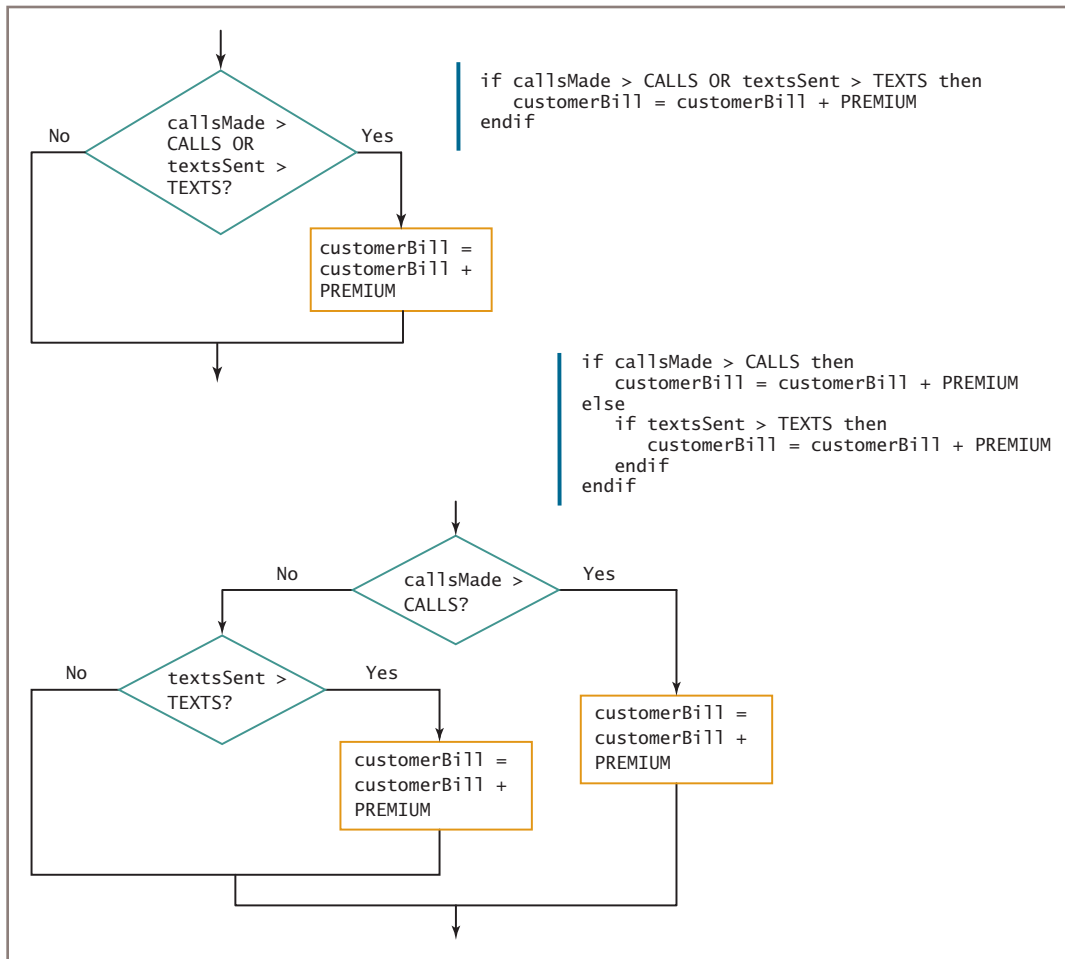 if callsMade > CALLS OR textsSent > TEXTS then
customerBill = customerBill + PREMIUM
endif
No
callsMade >
CALLS OR
textsSent >
TEXTS?
Yes
customerBill =
customerBill +
PREMIUM
if callsMade > CALLS then
customerBill = customerBill + PREMIUM
else
if textsSent > TEXTS then
customerBill = customerBill + PREMIUM
endif
endif
No
callsMade >
CALLS?
Yes
No
textsSent >
TEXTS?
Yes
customerBill =
customerBill +
PREMIUM
customerBill =
customerBill +
PREMIUM